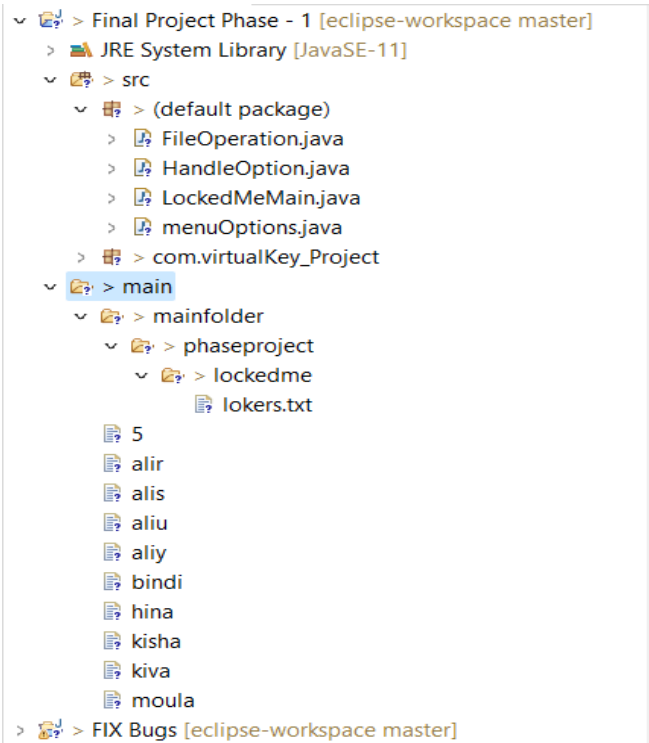 > Final Project Phase - 1 [eclipse-workspace master]
JRE System Library [JavaSE-11]
> src
> (default package)
FileOperation.java
HandleOption.java
LockedMeMain.java
menuOptions.java
> com.virtualKey_Project
> main
> mainfolder
> phaseproject
> lockedme
lokers.txt
5
alir
alis
aliu
aliy
bindi
hina
kisha
kiva
moula
> FIX Bugs [eclipse-workspace master]